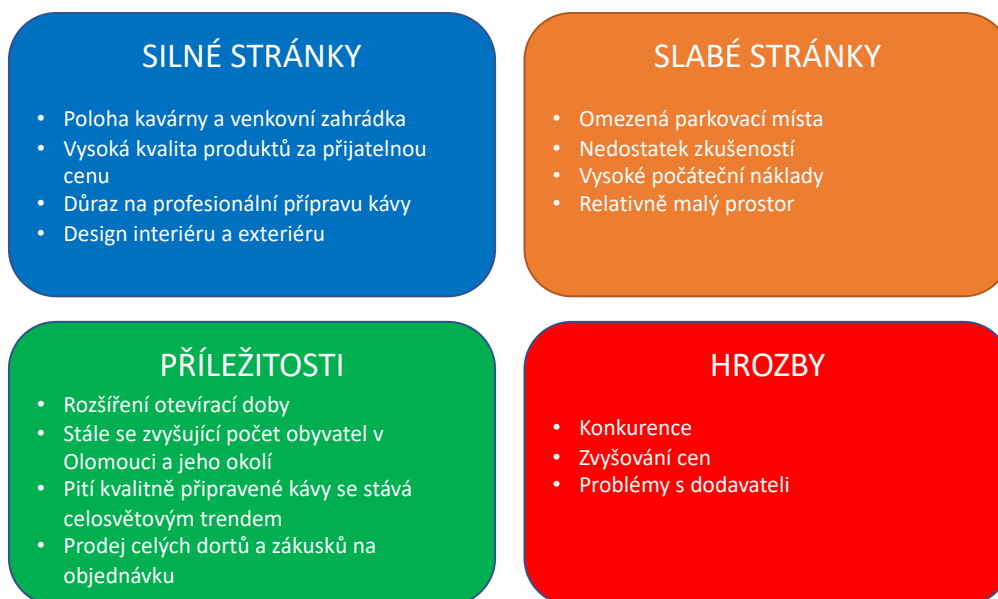 SILNÉ STRÁNKY
• Poloha kavárny a venkovní zahrádka
• Vysoká kvalita produktů za přijatelnou
cenu
• Důraz na profesionální přípravu kávy
• Design interiéru a exteriéru
SLABÉ STRÁNKY
• Omezená parkovací místa
• Nedostatek zkušeností
• Vysoké počáteční náklady
• Relativně malý prostor
PŘÍLEŽITOSTI
• Rozšíření otevírací doby
• Stále se zvyšující počet obyvatel v
Olomouci a jeho okolí
• Pití kvalitně připravené kávy se stává
celosvětovým trendem
• Prodej celých dortů a zákusků na
objednávku
HROZBY
• Konkurence
• Zvyšování cen
• Problémy s dodavateli